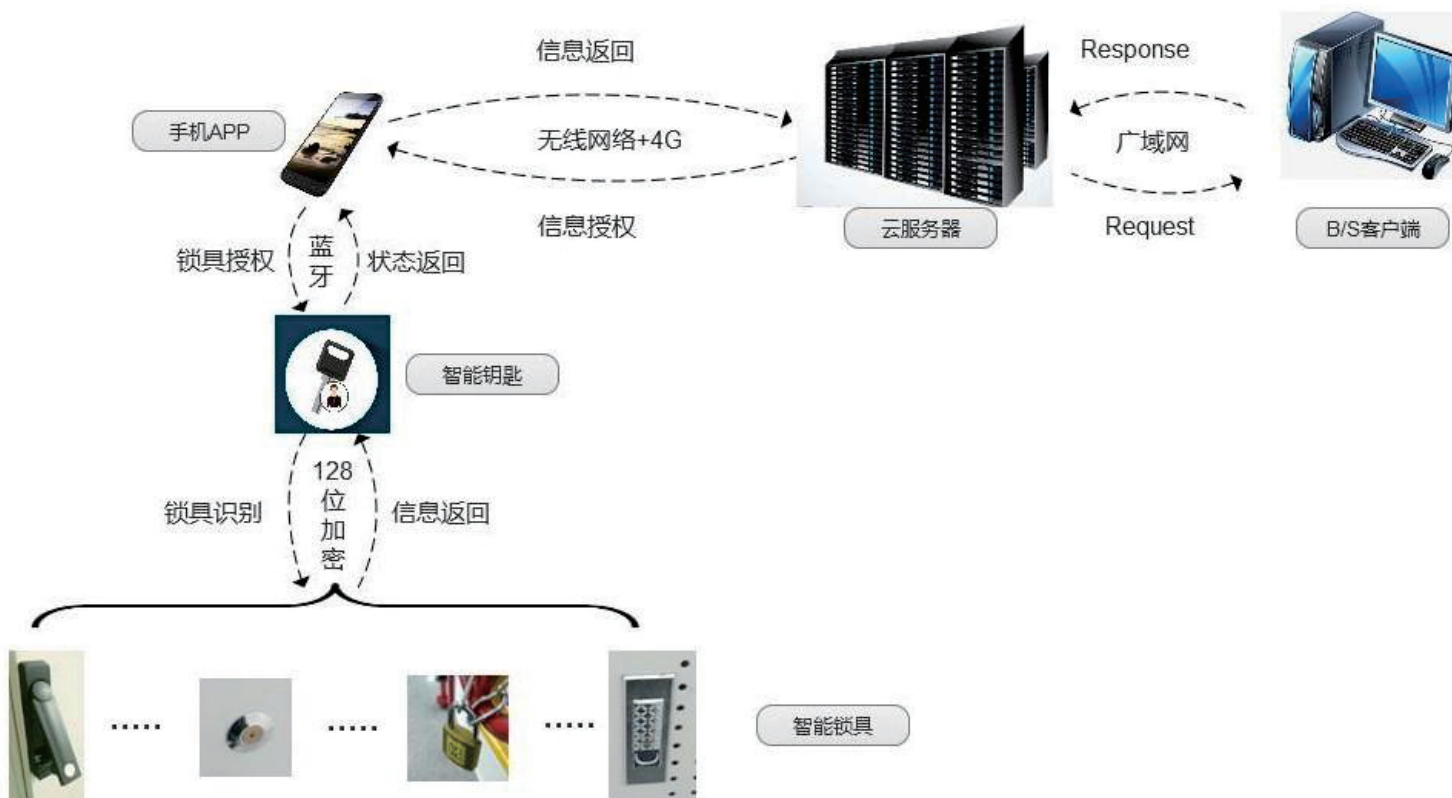 信息返回
Response
手机APP
无线网络+4G
广域网
信息授权
云服务器
Request
B/S客户端
锁具授权
蓝牙
状态返回
智能钥匙
128位加密
锁具识别
信息返回
智能锁具